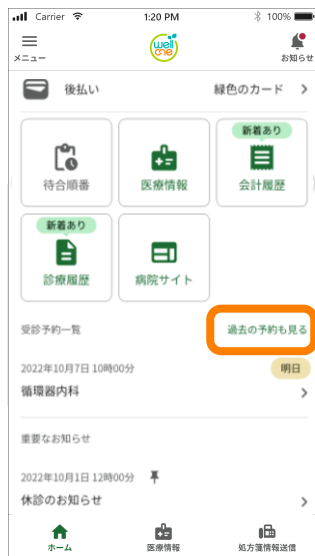 Carrier 1:20 PM 100%
メニュー
well one
お知らせ
後払い 緑色のカード
新着あり
待合順番 医療情報 会計履歴
新着あり
診療履歴 病院サイト
受診予約一覧 過去の予約も見る
2022年10月7日 10時00分 明日
循環器内科
重要なお知らせ
2022年10月1日 12時00分
休診のお知らせ
ホーム 医療情報 処方箋情報送信